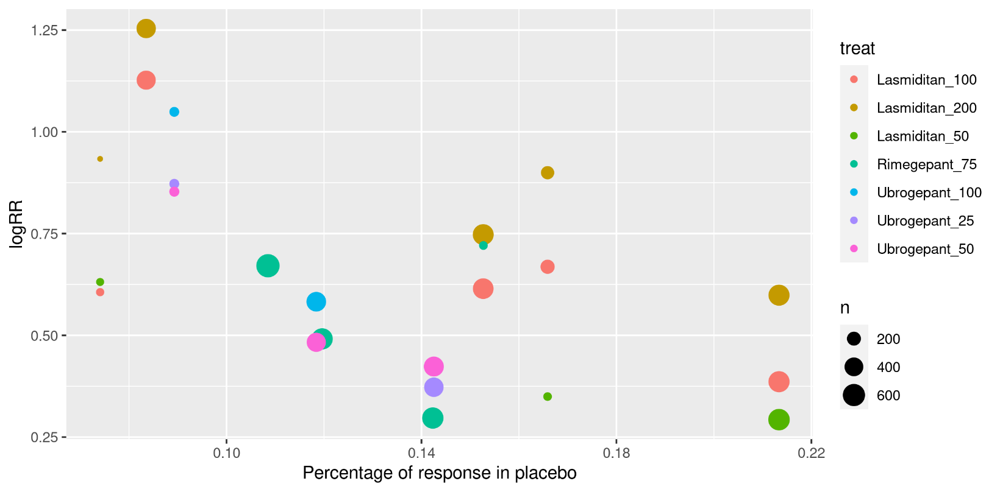 1.25
1.00
0.75
0.50
0.25
logRR
0.10
0.14
0.18
0.22
Percentage of response in placebo
treat
Lasmiditan_100
Lasmiditan_200
Lasmiditan_50
Rimegepant_75
Ubrogepant_100
Ubrogepant_25
Ubrogepant_50
n
200
400
600